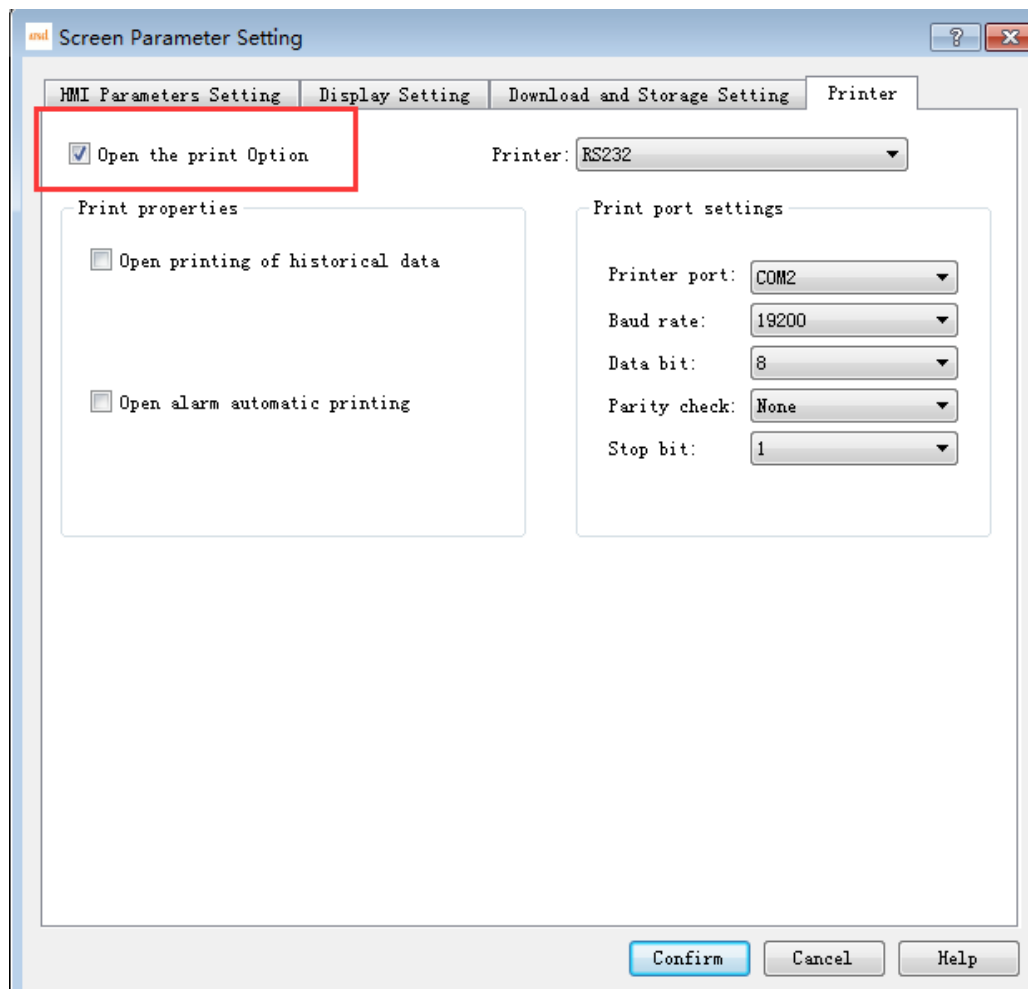 Screen Parameter Setting
HMI Parameters Setting Display Setting Download and Storage Setting Printer
Open the print Option Printer: RS232
Print properties
Open printing of historical data
Open alarm automatic printing
Print port settings
Printer port: COM2
Baud rate: 19200
Data bit: 8
Parity check: None
Stop bit: 1
Confirm Cancel Help